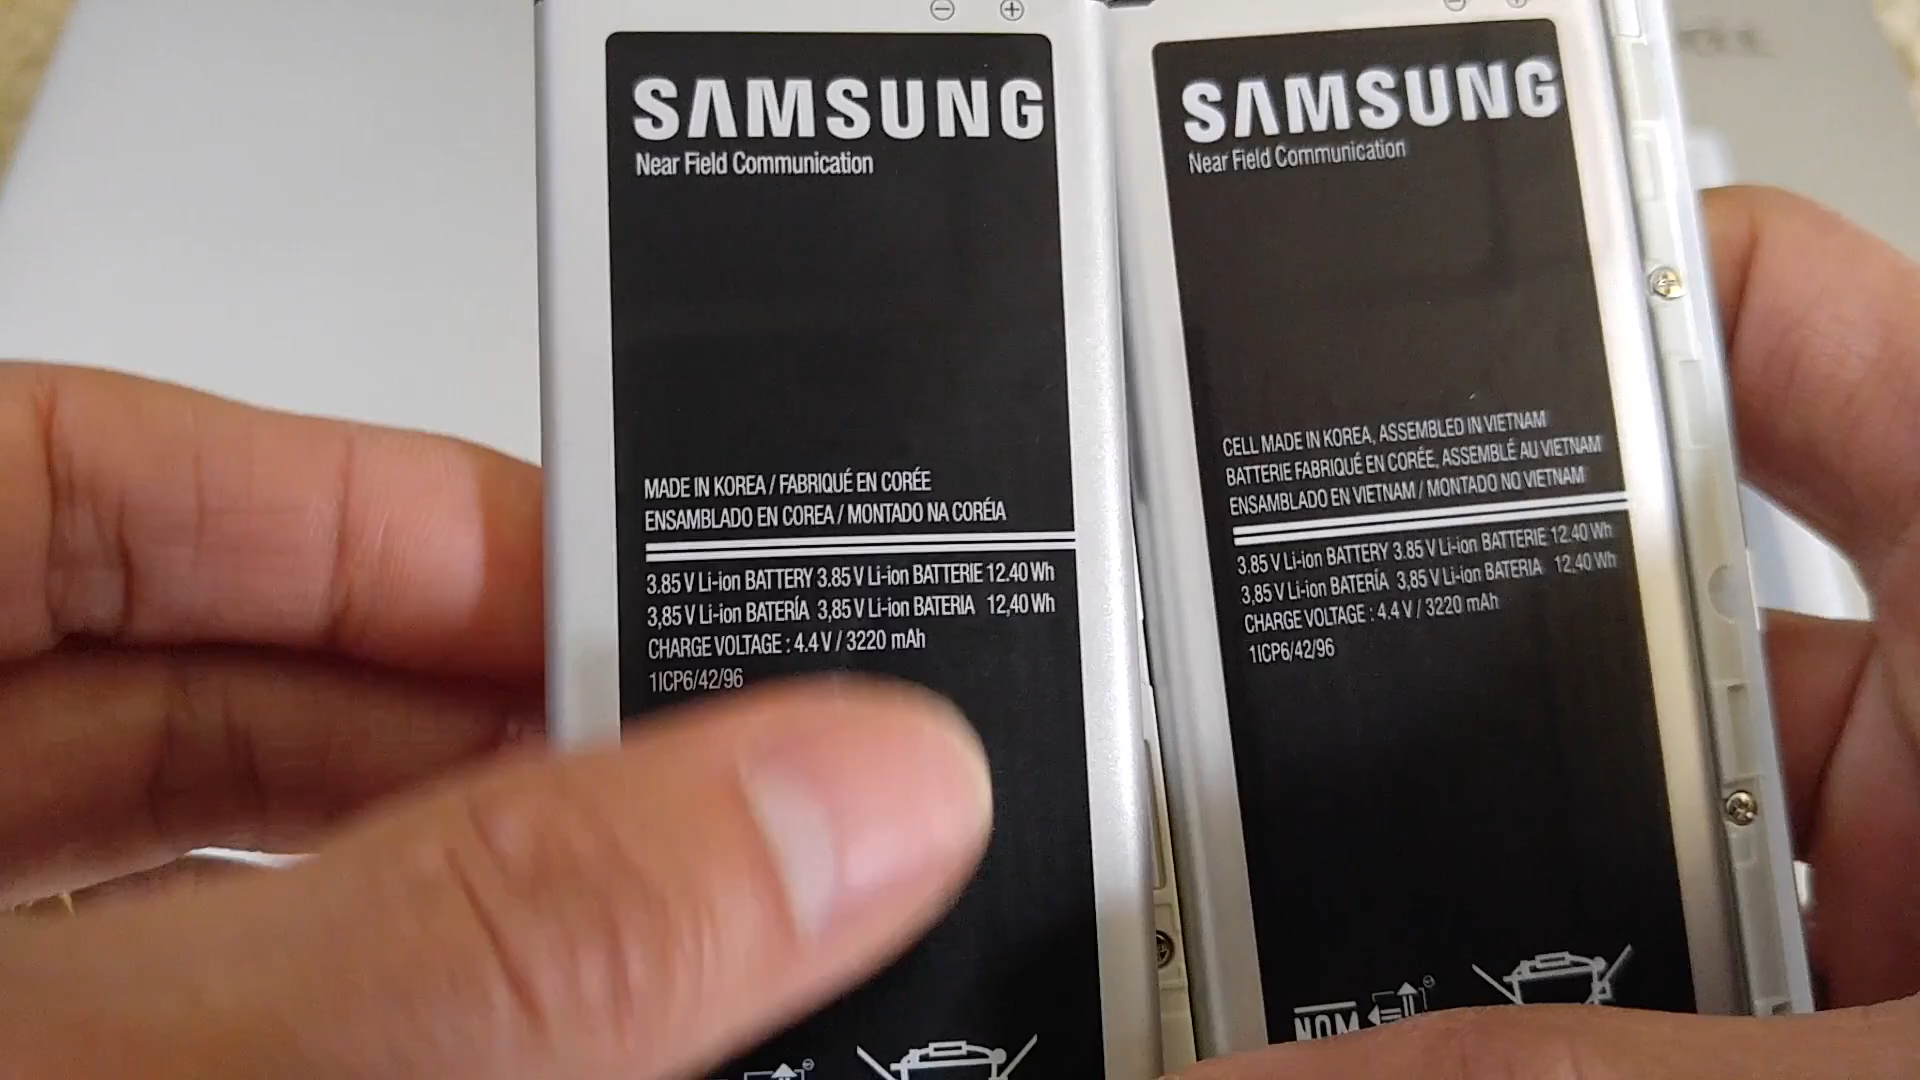 SAMSUNG
Near Field Communication
MADE IN KOREA / FABRIQUÉ EN CORÉE
ENSAMBLADO EN COREA / MONTADO NA CORÉIA
3.85 V Li-ion BATTERY 3.85 V Li-ion BATTERIE 12.40 Wh
3,85 V Li-ion BATERÍA 3,85 V Li-ion BATERIA 12,40 Wh
CHARGE VOLTAGE : 4.4 V / 3220 mAh
1ICP6/42/96
SAMSUNG
Near Field Communication
CELL MADE IN KOREA, ASSEMBLED IN VIETNAM
BATTERIE FABRIQUÉ EN CORÉE, ASSEMBLÉ AU VIETNAM
ENSAMBLADO EN VIETNAM / MONTADO NO VIETNAM
3.85 V Li-ion BATTERY 3.85 V Li-ion BATTERIE 12.40 Wh
3,85 V Li-ion BATERÍA 3,85 V Li-ion BATERIA 12,40 Wh
CHARGE VOLTAGE : 4.4 V / 3220 mAh
1ICP6/42/96
NOM